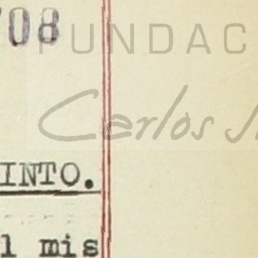 708
FUNDAC
Carlos
INTO.
l mis